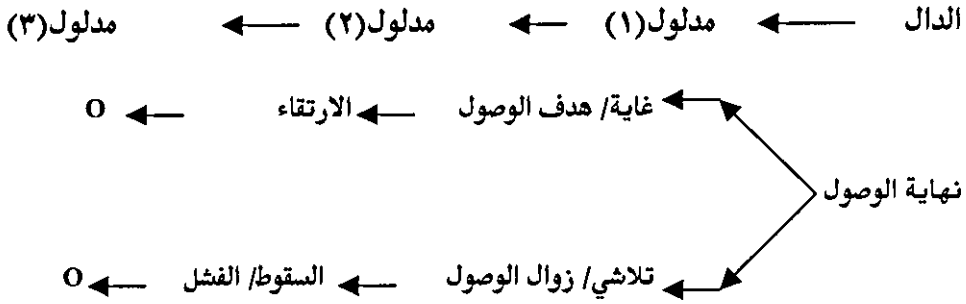 الدال مدلول(١) مدلول(٢) مدلول(٣)
غاية/ هدف الوصول الارتقاء O
نهاية الوصول
تلاشي/ زوال الوصول السقوط/ الفشل O